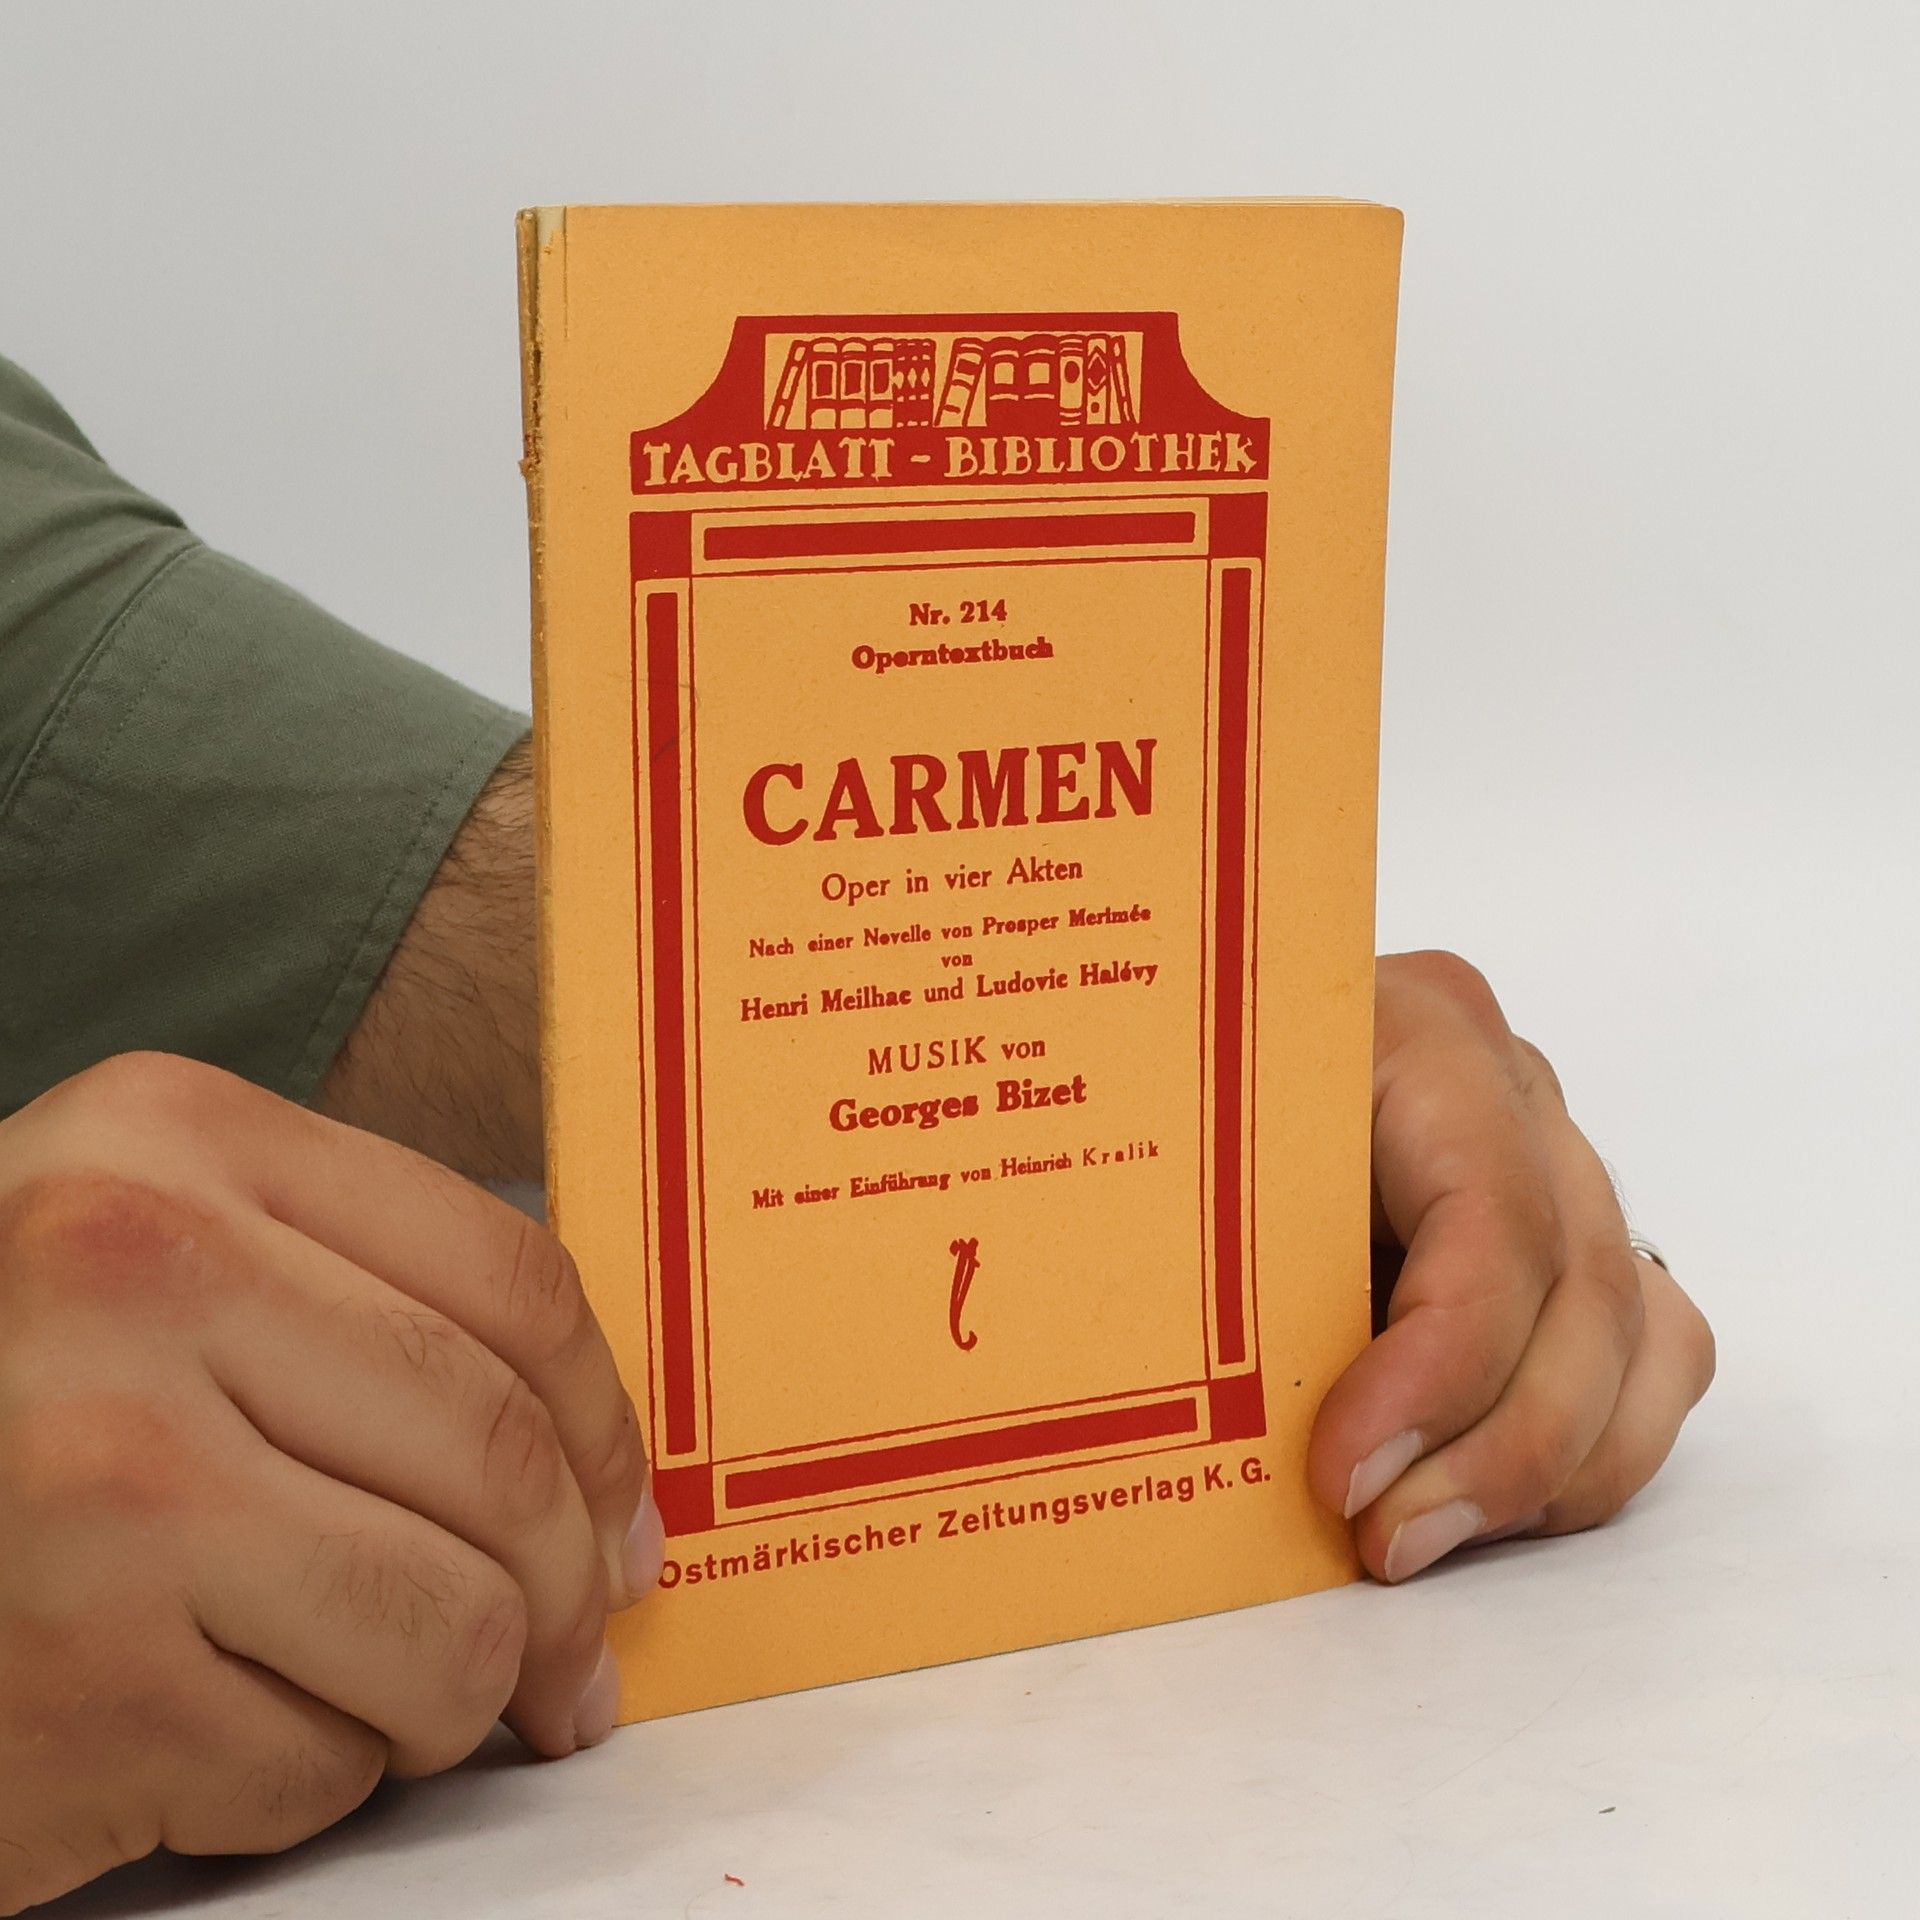 TAGBLATT - BIBLIOTHEK
Nr. 214
Operntextbuch
CARMEN
Oper in vier Akten
Nach einer Novelle von Prosper Merimée
von
Henri Meilhac und Ludovic Halévy
MUSIK von
Georges Bizet
Mit einer Einführung von Heinrich Kralik
Ostmärkischer Zeitungsverlag K. G.